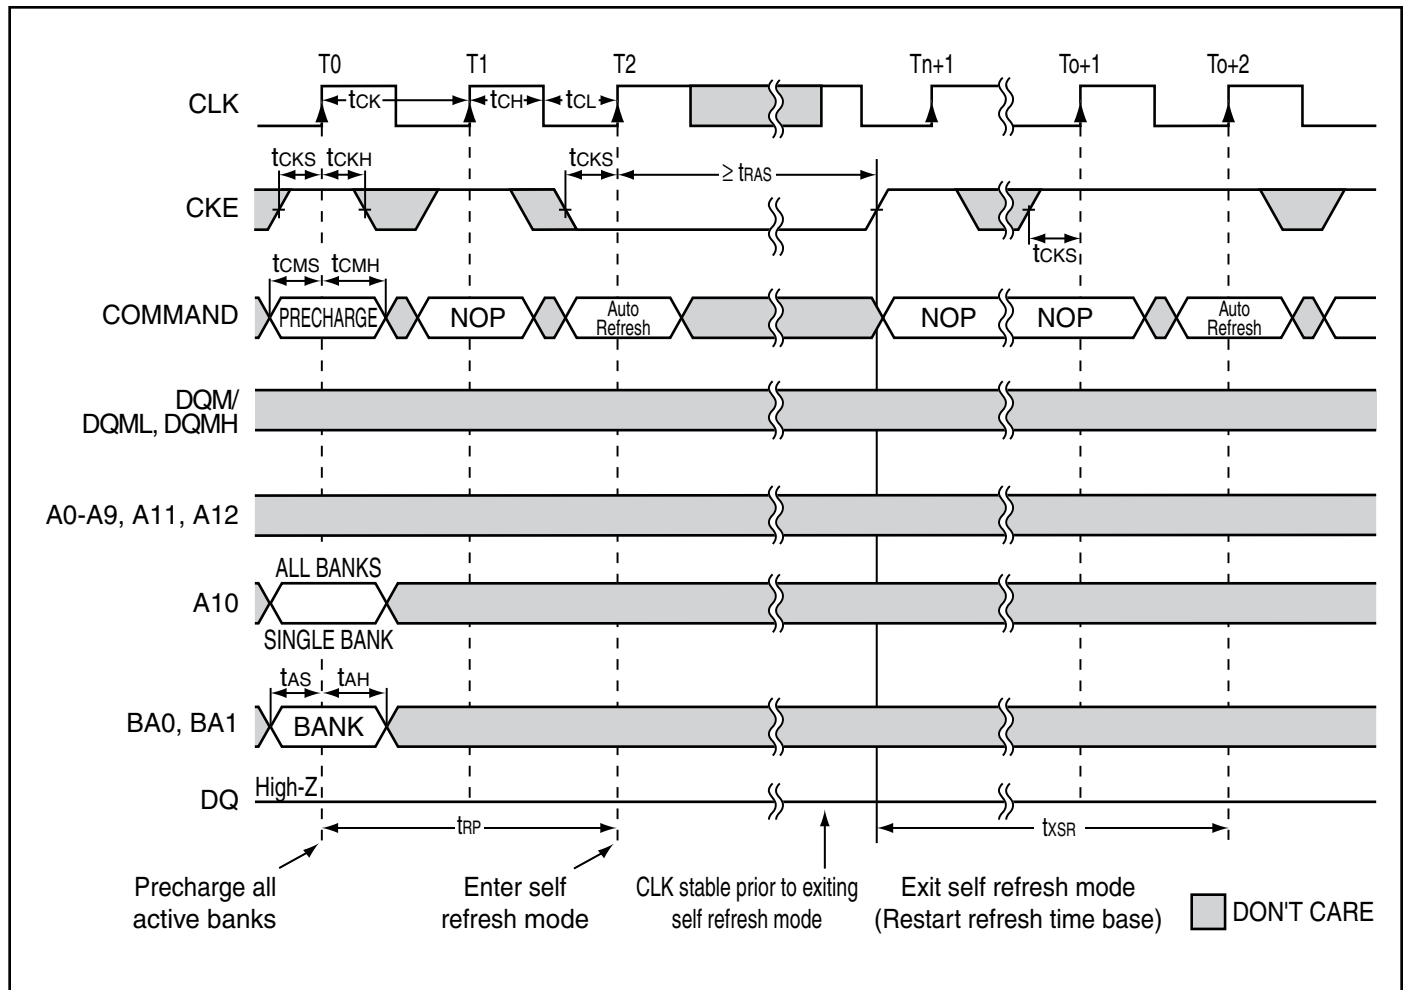 T0 T1 T2 Tn+1 To+1 To+2
CLK tCK tCH tCL
tCKS tCKH tCKS ≥ tRAS
CKE
tCKS
tCMS tCMH
COMMAND PRECHARGE NOP Auto Refresh NOP NOP Auto Refresh
DQM/
DQML, DQMH
A0-A9, A11, A12
ALL BANKS
A10
SINGLE BANK
tAS tAH
BA0, BA1 BANK
High-Z
DQ
tRP tXSR
Precharge all
active banks
Enter self
refresh mode
CLK stable prior to exiting
self refresh mode
Exit self refresh mode
(Restart refresh time base)
DON'T CARE